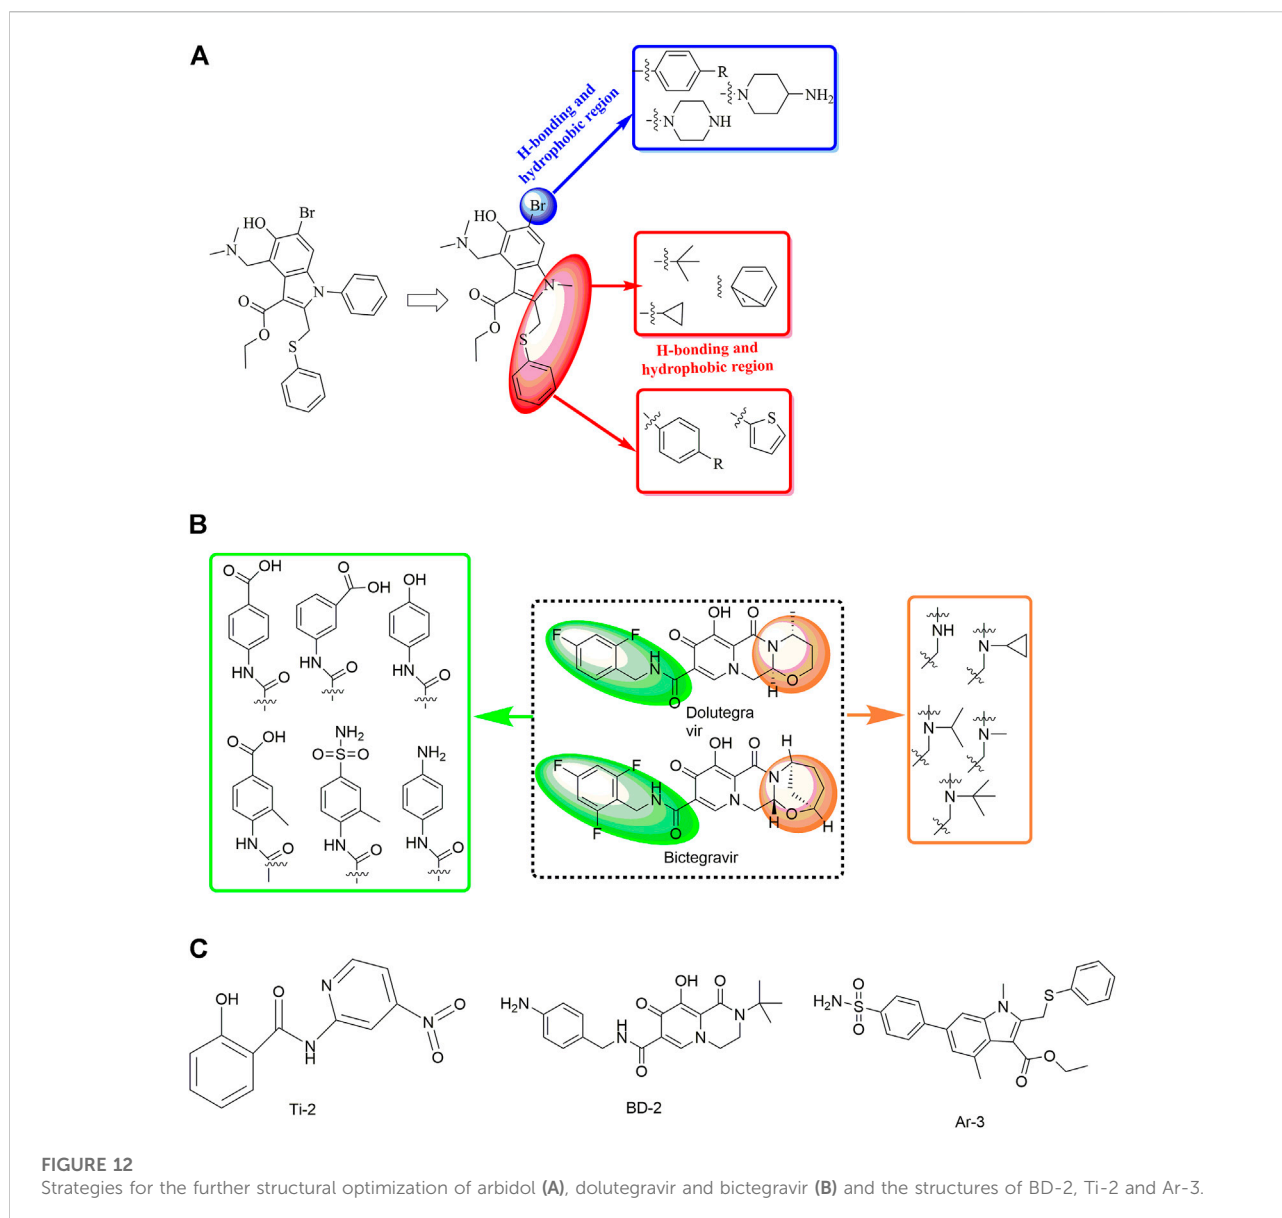 A
H-bonding and
hydrophobic region
R
N
NH2
N
NH
Br
HO
N
N
O
O
S
Br
HO
N
N
O
O
S
H-bonding and
hydrophobic region
R
S
B
O
OH
HN
O
O
OH
HN
O
OH
HN
O
O
OH
HN
O
NH2
O=S=O
HN
O
NH2
HN
O
F
F
H
N
O
O
OH
O
N
N
O
H
Dolutegra
vir
F
F
F
H
N
O
O
OH
O
N
N
O
H
H
H
Bictegravir
NH
N
N
N
N
C
OH
O
N
H
N
N
O
O
Ti-2
H2N
H
N
O
O
OH
O
N
N
BD-2
NH2
O
S
O
N
S
O
O
Ar-3
FIGURE 12
Strategies for the further structural optimization of arbidol (A), dolutegravir and bictegravir (B) and the structures of BD-2, Ti-2 and Ar-3.